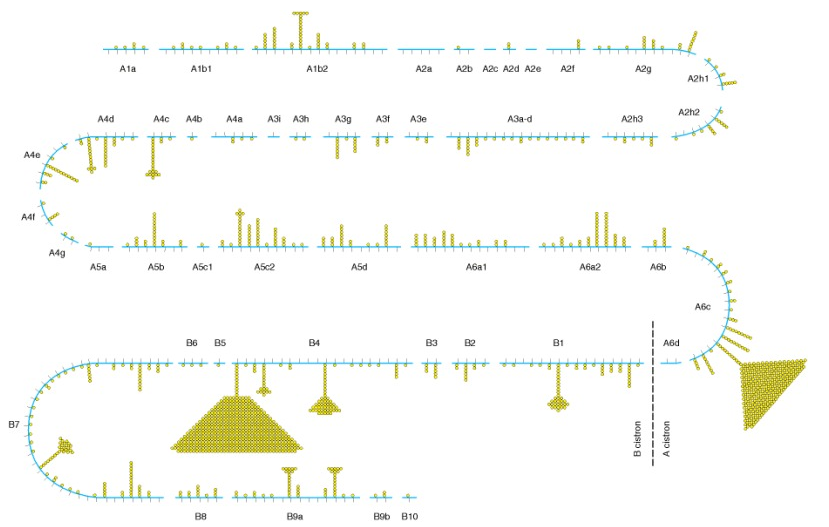 A1a A1b1 A1b2 A2a A2b A2c A2d A2e A2f A2g
A2h1
A2h2
A4d A4c A4b A4a A3i A3h A3g A3f A3e A3a-d A2h3
A4e
A4f
A4g
A5a A5b A5c1 A5c2 A5d A6a1 A6a2 A6b
A6c
B6 B5 B4 B3 B2 B1 A6d
B7
B cistron
A cistron
B8 B9a B9b B10